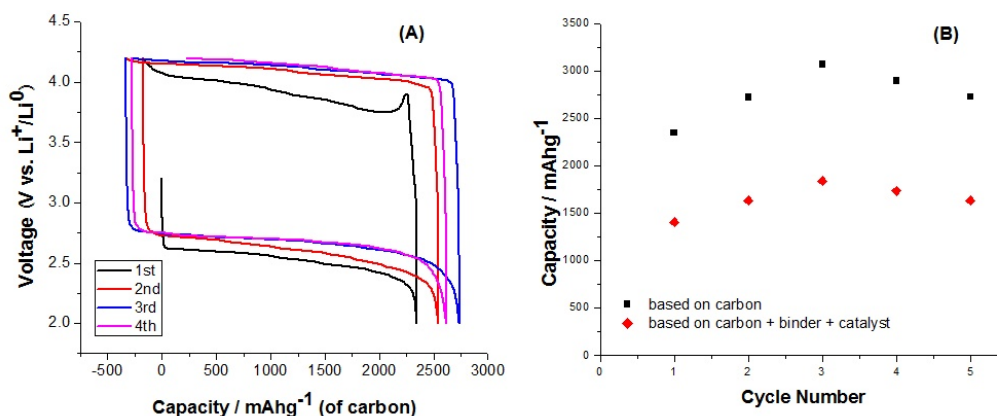 (A)
4.5
4.0
3.5
3.0
2.5
2.0
Voltage (V vs. Li⁺/Li⁰)
1st
2nd
3rd
4th
-500 0 500 1000 1500 2000 2500 3000
Capacity / mAhg⁻¹ (of carbon)
(B)
3500
3000
2500
2000
1500
1000
500
0
Capacity / mAhg⁻¹
based on carbon
based on carbon + binder + catalyst
0 1 2 3 4 5
Cycle Number